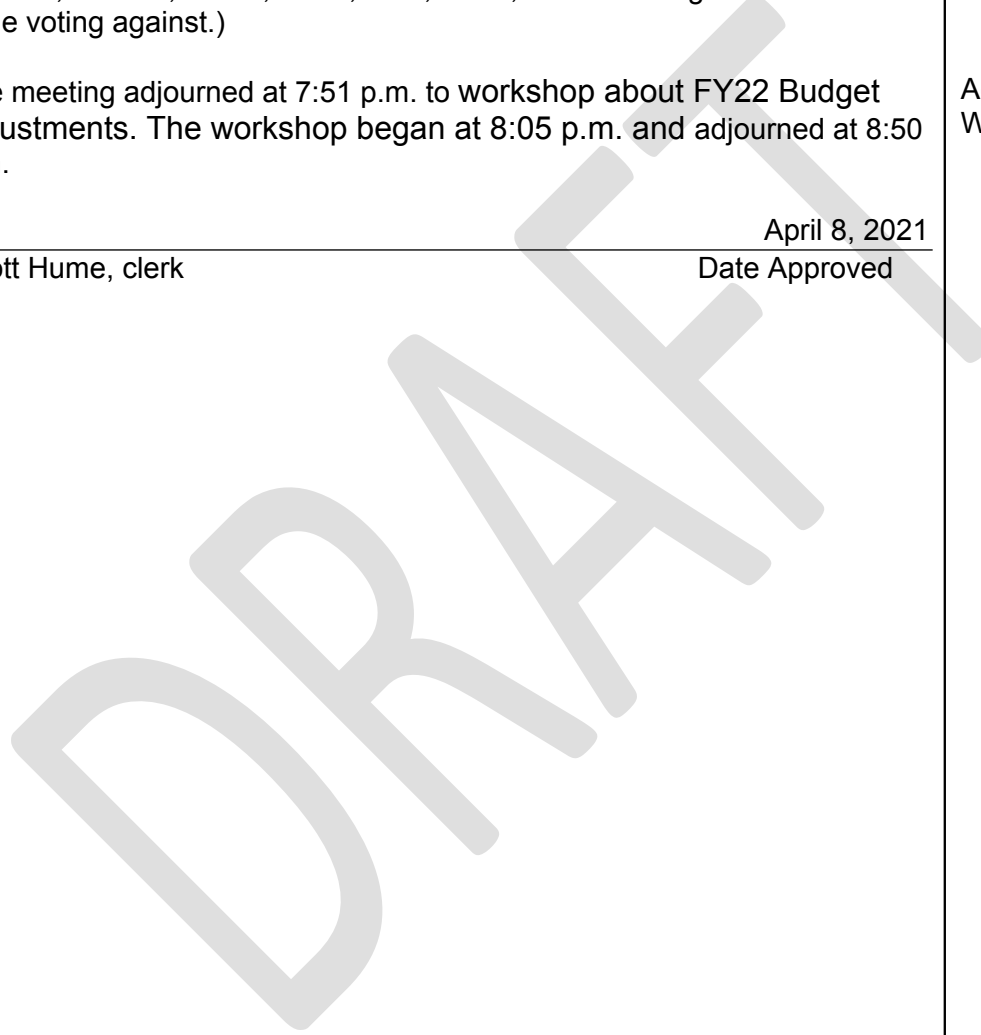 e voting against.)
e meeting adjourned at 7:51 p.m. to workshop about FY22 Budget
ustments. The workshop began at 8:05 p.m. and adjourned at 8:50
.
April 8, 2021
ott Hume, clerk Date Approved
A
W
DRAFT